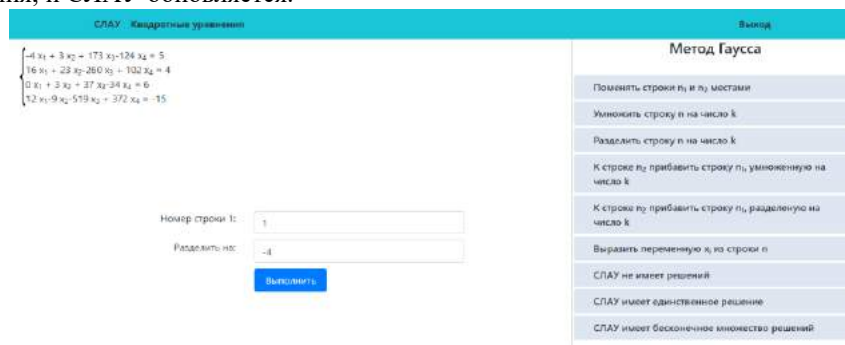 ния, и СЛАУ обновляется.
СЛАУ Квадратные уравнения Выход
-4 x₁ + 3 x₂ + 173 x₃-124 x₄ = 5
16 x₁ + 23 x₂-260 x₃ + 102 x₄ = 4
0 x₁ + 3 x₂ + 37 x₃-34 x₄ = 6
12 x₁-9 x₂-519 x₃ + 372 x₄ = -15
Номер строки 1: 1
Разделить на: -4
Выполнить
Метод Гаусса
Поменять строки n₁ и n₂ местами
Умножить строку n на число k
Разделить строку n на число k
К строке n₂ прибавить строку n₁, умноженную на
число k
К строке n₂ прибавить строку n₁, разделеную на
число k
Выразить переменную xᵢ из строки n
СЛАУ не имеет решений
СЛАУ имеет единственное решение
СЛАУ имеет бесконечное множество решений